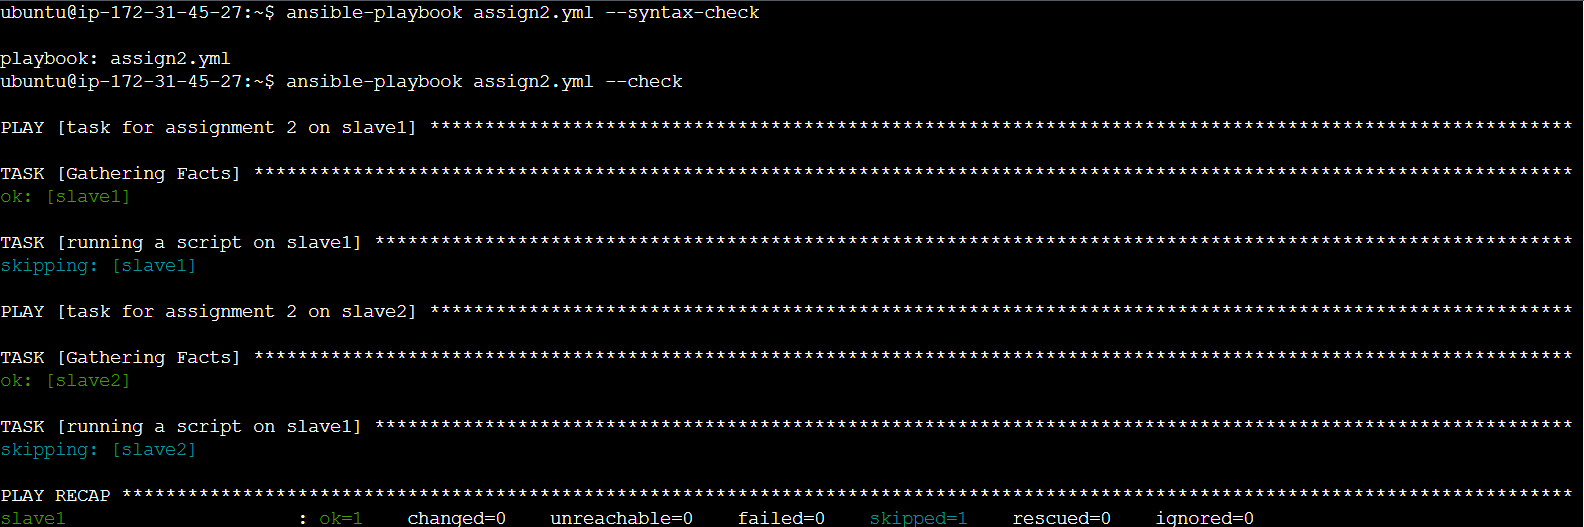 ubuntu@ip-172-31-45-27:~$ ansible-playbook assign2.yml --syntax-check
playbook: assign2.yml
ubuntu@ip-172-31-45-27:~$ ansible-playbook assign2.yml --check
PLAY [task for assignment 2 on slave1] ********************************************************************************************************
TASK [Gathering Facts] ************************************************************************************************************************
ok: [slave1]
TASK [running a script on slave1] *************************************************************************************************************
skipping: [slave1]
PLAY [task for assignment 2 on slave2] ********************************************************************************************************
TASK [Gathering Facts] ************************************************************************************************************************
ok: [slave2]
TASK [running a script on slave1] *************************************************************************************************************
skipping: [slave2]
PLAY RECAP ************************************************************************************************************************************
slave1                     : ok=1    changed=0    unreachable=0    failed=0    skipped=1    rescued=0    ignored=0